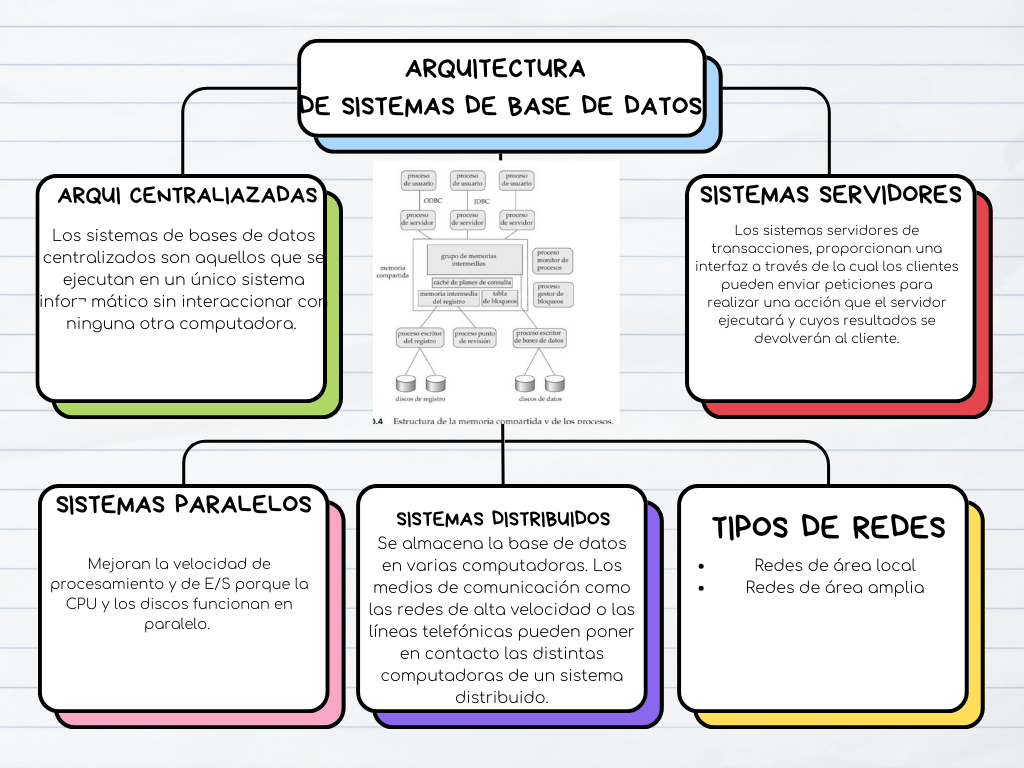 ARQUITECTURA
DE SISTEMAS DE BASE DE DATOS
ARQUI CENTRALIAZADAS
Los sistemas de bases de datos
centralizados son aquellos que se
ejecutan en un único sistema
infor¬ mático sin interaccionar con
ninguna otra computadora.
proceso de usuario
proceso de usuario
proceso de usuario
ODBC
JDBC
proceso de servidor
proceso de servidor
proceso de servidor
memoria compartida
grupo de memorias
intermedias
caché de planes de consulta
memoria intermedia
del registro
tabla
de bloqueos
proceso
monitor de
procesos
proceso
gestor de
bloqueos
proceso escritor
del registro
proceso punto
de revisión
proceso escritor
de bases de datos
discos de registro
discos de datos
0.4 Estructura de la memoria compartida y de los procesos.
SISTEMAS SERVIDORES
Los sistemas servidores de
transacciones, proporcionan una
interfaz a través de la cual los clientes
pueden enviar peticiones para
realizar una acción que el servidor
ejecutará y cuyos resultados se
devolverán al cliente.
SISTEMAS PARALELOS
Mejoran la velocidad de
procesamiento y de E/S porque la
CPU y los discos funcionan en
paralelo.
SISTEMAS DISTRIBUIDOS
Se almacena la base de datos
en varias computadoras. Los
medios de comunicación como
las redes de alta velocidad o las
líneas telefónicas pueden poner
en contacto las distintas
computadoras de un sistema
distribuido.
TIPOS DE REDES
• Redes de área local
• Redes de área amplia